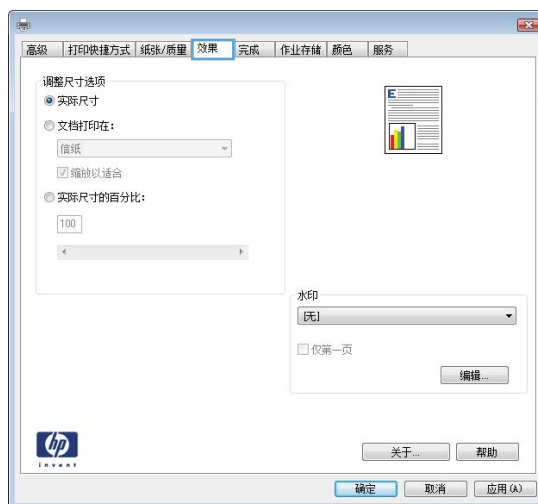 高级 打印快捷方式 纸张/质量 效果 完成 作业存储 颜色 服务
调整尺寸选项
实际尺寸
文档打印在：
信纸
缩放以适合
实际尺寸的百分比：
100
E
水印
[无]
仅第一页
编辑...
hp
invent
关于... 帮助
确定 取消 应用(A)